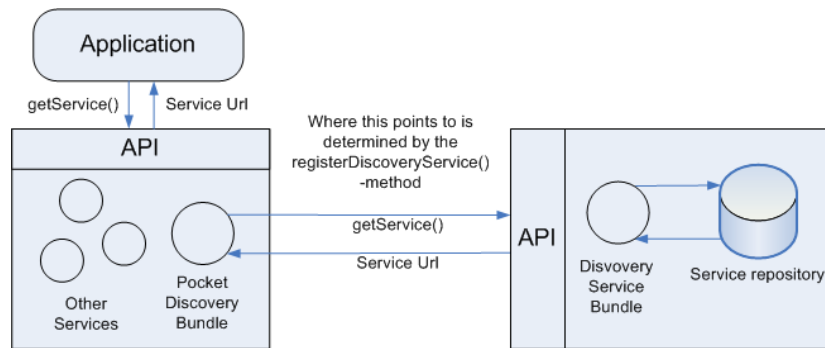 Application
getService()
Service Url
API
Where this points to is
determined by the
registerDiscoveryService()
-method
getService()
Service Url
Other
Services
Pocket
Discovery
Bundle
API
Disvovery
Service
Bundle
Service repository